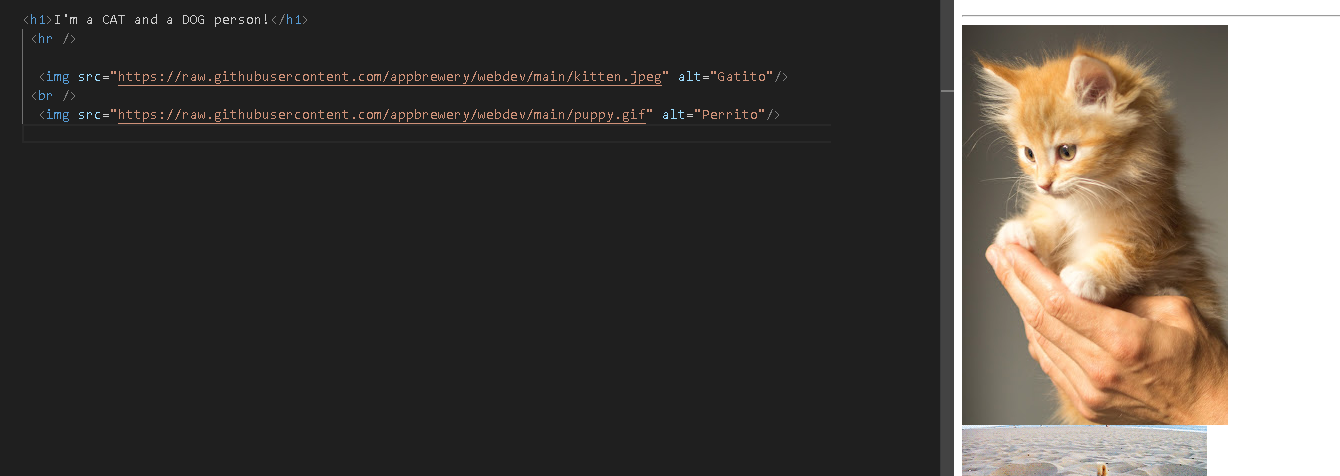 <h1>I'm a CAT and a DOG person!</h1>
<hr />
<img src="https://raw.githubusercontent.com/appbrewery/webdev/main/kitten.jpeg" alt="Gatito"/>
<br />
<img src="https://raw.githubusercontent.com/appbrewery/webdev/main/puppy.gif" alt="Perrito"/>